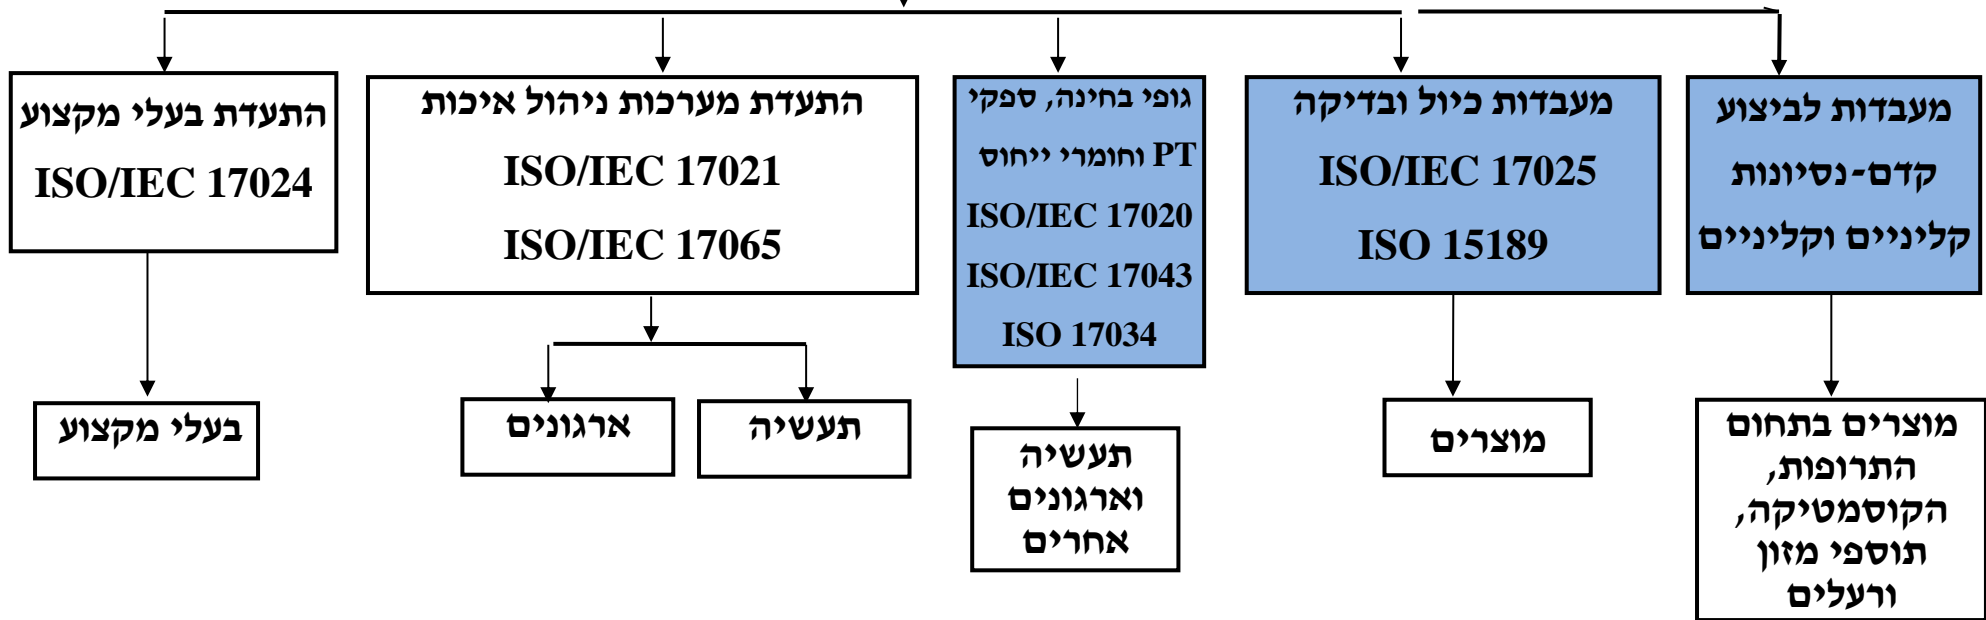 מעבדות לביצוע
קדם-נסיונות
קליניים וקליניים
מעבדות כיול ובדיקה
ISO/IEC 17025
ISO 15189
גופי בחינה, ספקי
PT וחומרי ייחוס
ISO/IEC 17020
ISO/IEC 17043
ISO 17034
התעדת מערכות ניהול איכות
ISO/IEC 17021
ISO/IEC 17065
התעדת בעלי מקצוע
ISO/IEC 17024
מוצרים בתחום
התרופות,
הקוסמטיקה,
תוספי מזון
ורעלים
מוצרים
תעשיה
וארגונים
אחרים
תעשיה
ארגונים
בעלי מקצוע